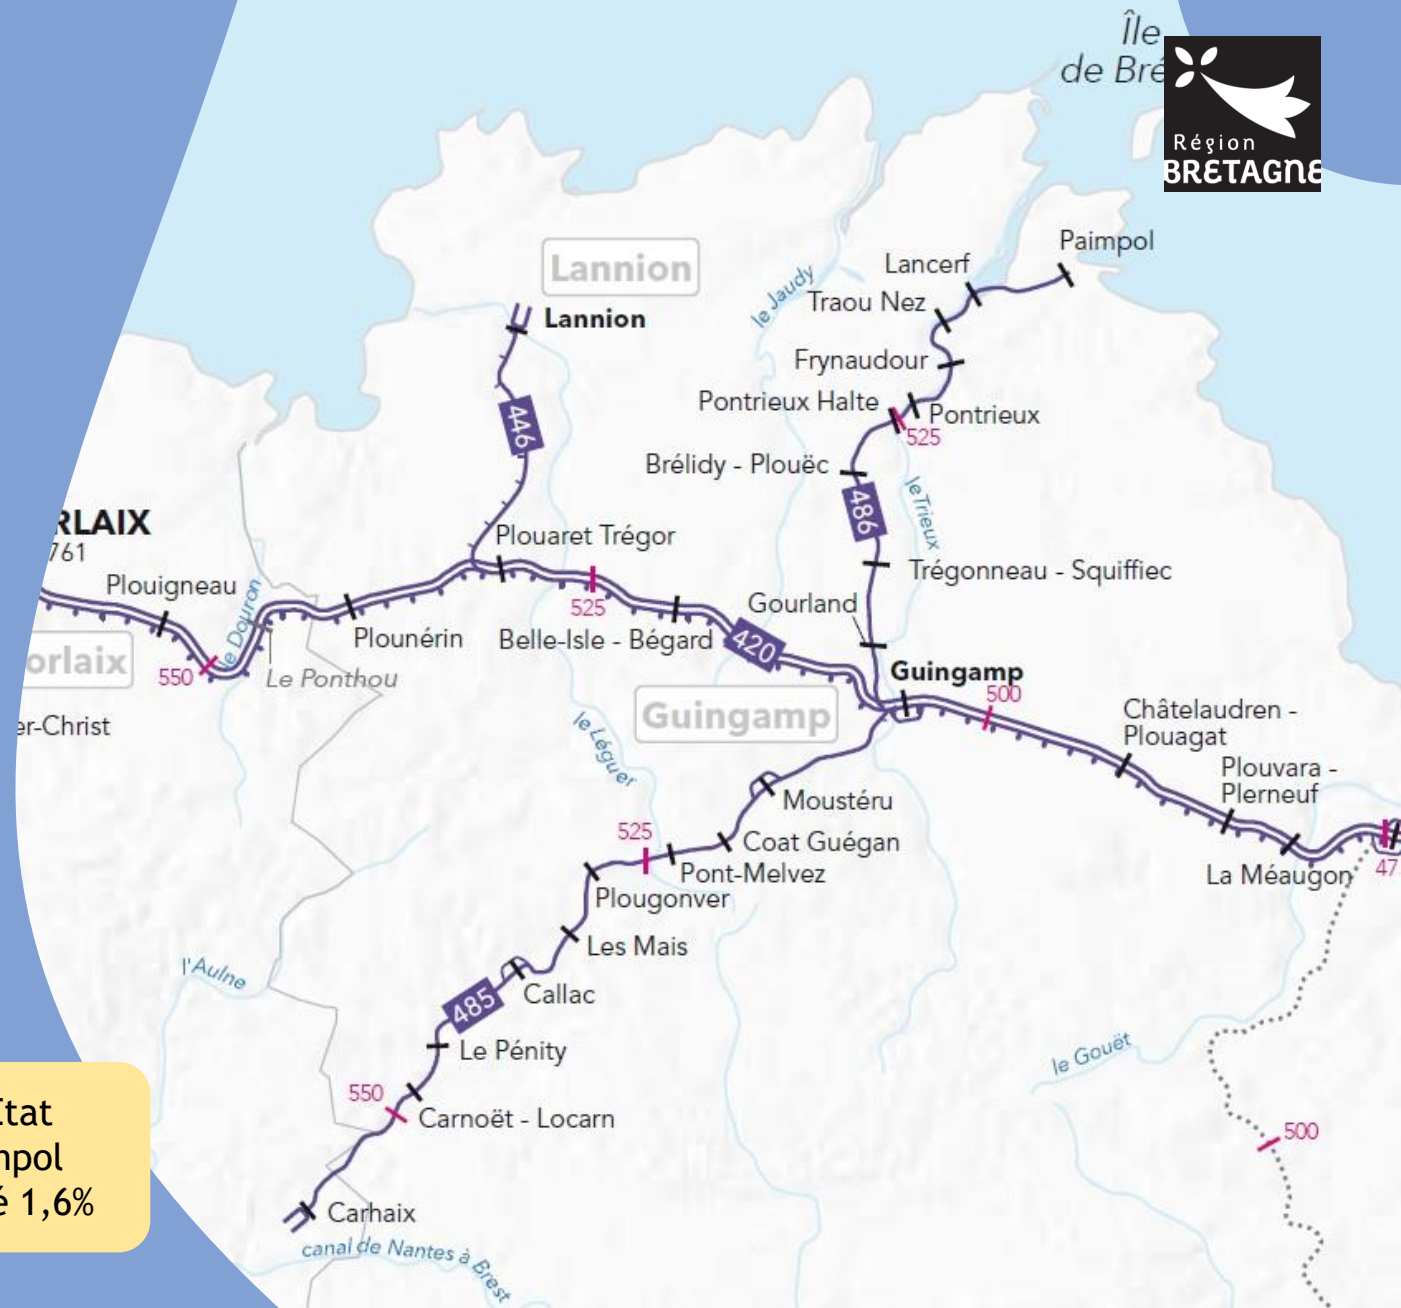 Île
de Bré
Région
BRETAGNE
Paimpol
Lannion
Lancerf
le Jaudy
Traou Nez
Lannion
Frynaudour
Pontrieux Halte
Pontrieux
446
525
Brélidy - Plouëc
le Trieux
486
RLAIX
761
Plouaret Trégor
Trégonneau - Squiffiec
Plouigneau
le Douron
525
Gourland
Plounérin
Belle-Isle - Bégard
420
orlaix
550
Le Ponthou
Guingamp
500
Guingamp
er-Christ
le Léguer
Châtelaudren -
Plouagat
Plouvara -
Plerneuf
Moustéru
525
Coat Guégan
Pont-Melvez
La Méaugon
47
Plougonver
Les Mais
l'Aulne
Callac
485
Le Pénity
le Gouët
550
Carnoët - Locarn
500
Etat
npol
é 1,6%
Carhaix
canal de Nantes à Brest